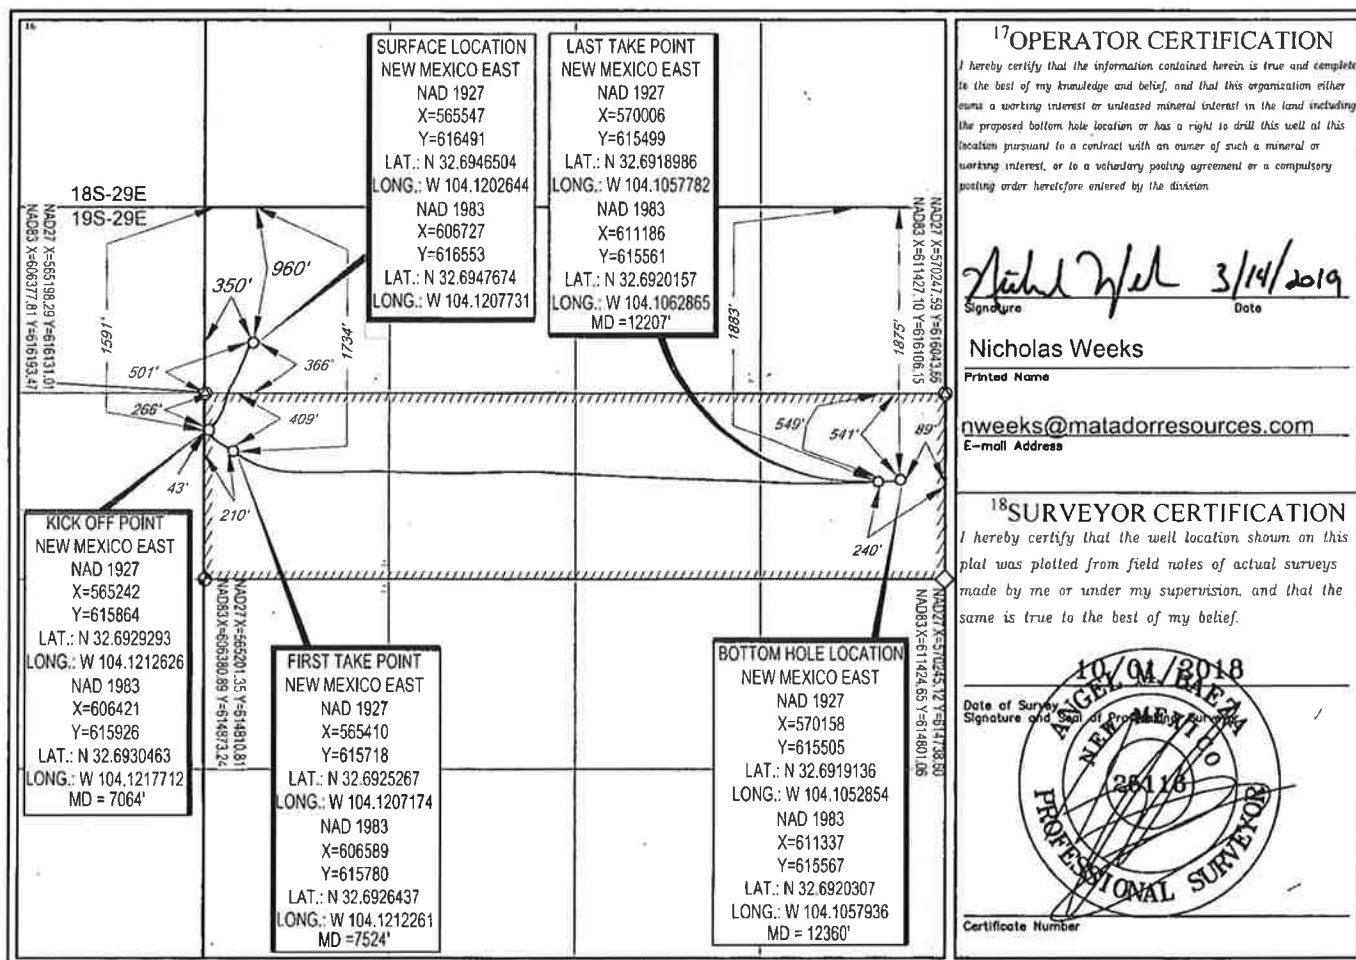 16
18S-29E
19S-29E
SURFACE LOCATION
NEW MEXICO EAST
NAD 1927
X=565547
Y=616491
LAT.: N 32.6946504
LONG.: W 104.1202644
NAD 1983
X=606727
Y=616553
LAT.: N 32.6947674
LONG.: W 104.1207731
LAST TAKE POINT
NEW MEXICO EAST
NAD 1927
X=570006
Y=615499
LAT.: N 32.6918986
LONG.: W 104.1057782
NAD 1983
X=611186
Y=615561
LAT.: N 32.6920157
LONG.: W 104.1062865
MD =12207'
NAD27 X=565198.29 Y=616131.01
NAD83 X=606377.81 Y=616193.47
NAD27 X=570247.59 Y=616043.66
NAD83 X=611427.10 Y=616106.15
1591'
350'
960'
1734'
501'
366'
266'
409'
43'
210'
1883'
1875'
549'
541'
89'
240'
KICK OFF POINT
NEW MEXICO EAST
NAD 1927
X=565242
Y=615864
LAT.: N 32.6929293
LONG.: W 104.1212626
NAD 1983
X=606421
Y=615926
LAT.: N 32.6930463
LONG.: W 104.1217712
MD = 7064'
NAD27 X=565201.35 Y=614810.81
NAD83 X=606380.89 Y=614873.24
FIRST TAKE POINT
NEW MEXICO EAST
NAD 1927
X=565410
Y=615718
LAT.: N 32.6925267
LONG.: W 104.1207174
NAD 1983
X=606589
Y=615780
LAT.: N 32.6926437
LONG.: W 104.1212261
MD =7524'
BOTTOM HOLE LOCATION
NEW MEXICO EAST
NAD 1927
X=570158
Y=615505
LAT.: N 32.6919136
LONG.: W 104.1052854
NAD 1983
X=611337
Y=615567
LAT.: N 32.6920307
LONG.: W 104.1057936
MD = 12360'
NAD27 X=570245.12 Y=614738.60
NAD83 X=611424.65 Y=614801.06
17OPERATOR CERTIFICATION
I hereby certify that the information contained herein is true and complete
to the best of my knowledge and belief, and that this organization either
owns a working interest or unleased mineral interest in the land including
the proposed bottom hole location or has a right to drill this well at this
location pursuant to a contract with an owner of such a mineral or
working interest, or to a voluntary pooling agreement or a compulsory
pooling order heretofore entered by the division
3/14/2019
Signature Date
Nicholas Weeks
Printed Name
nweeks@matadorresources.com
E-mail Address
18SURVEYOR CERTIFICATION
I hereby certify that the well location shown on this
plat was plotted from field notes of actual surveys
made by me or under my supervision, and that the
same is true to the best of my belief.
10/01/2018
Date of Survey
Signature and Seal of Professional Surveyor
ANGEL M. BAEZA
NEW MEXICO
25116
PROFESSIONAL SURVEYOR
Certificate Number